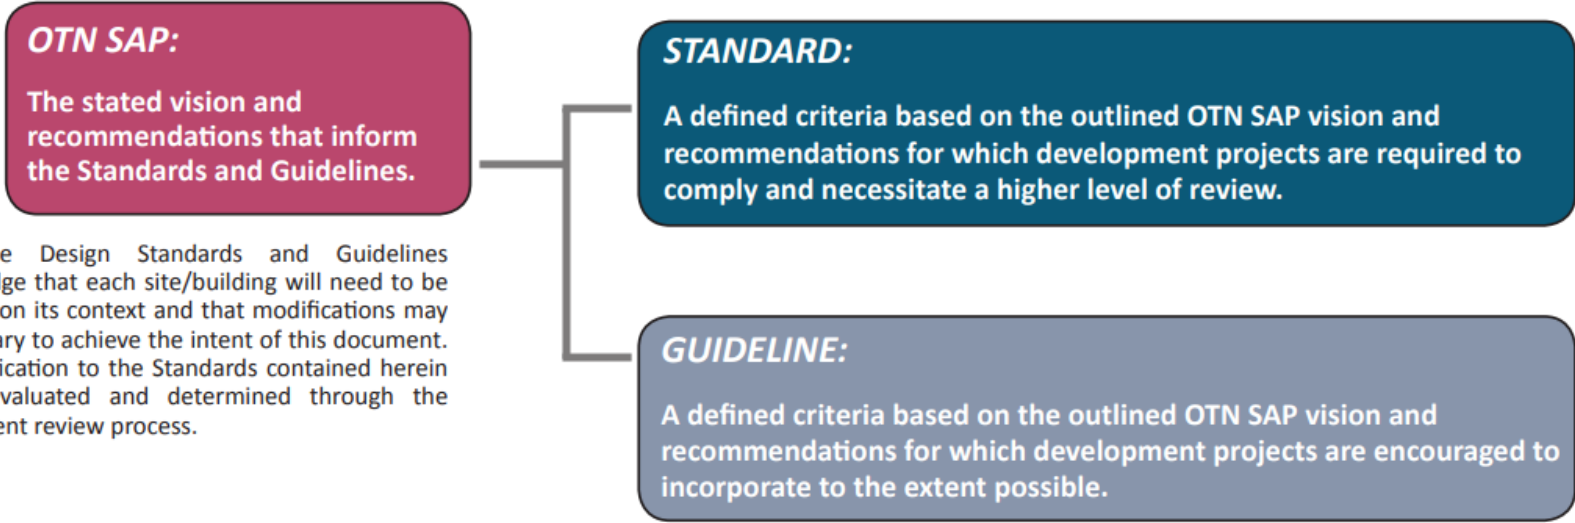 OTN SAP:
The stated vision and
recommendations that inform
the Standards and Guidelines.
Design Standards and Guidelines
that each site/building will need to be
on its context and that modifications may
to achieve the intent of this document.
to the Standards contained herein
and determined through the
review process.
STANDARD:
A defined criteria based on the outlined OTN SAP vision and
recommendations for which development projects are required to
comply and necessitate a higher level of review.
GUIDELINE:
A defined criteria based on the outlined OTN SAP vision and
recommendations for which development projects are encouraged to
incorporate to the extent possible.